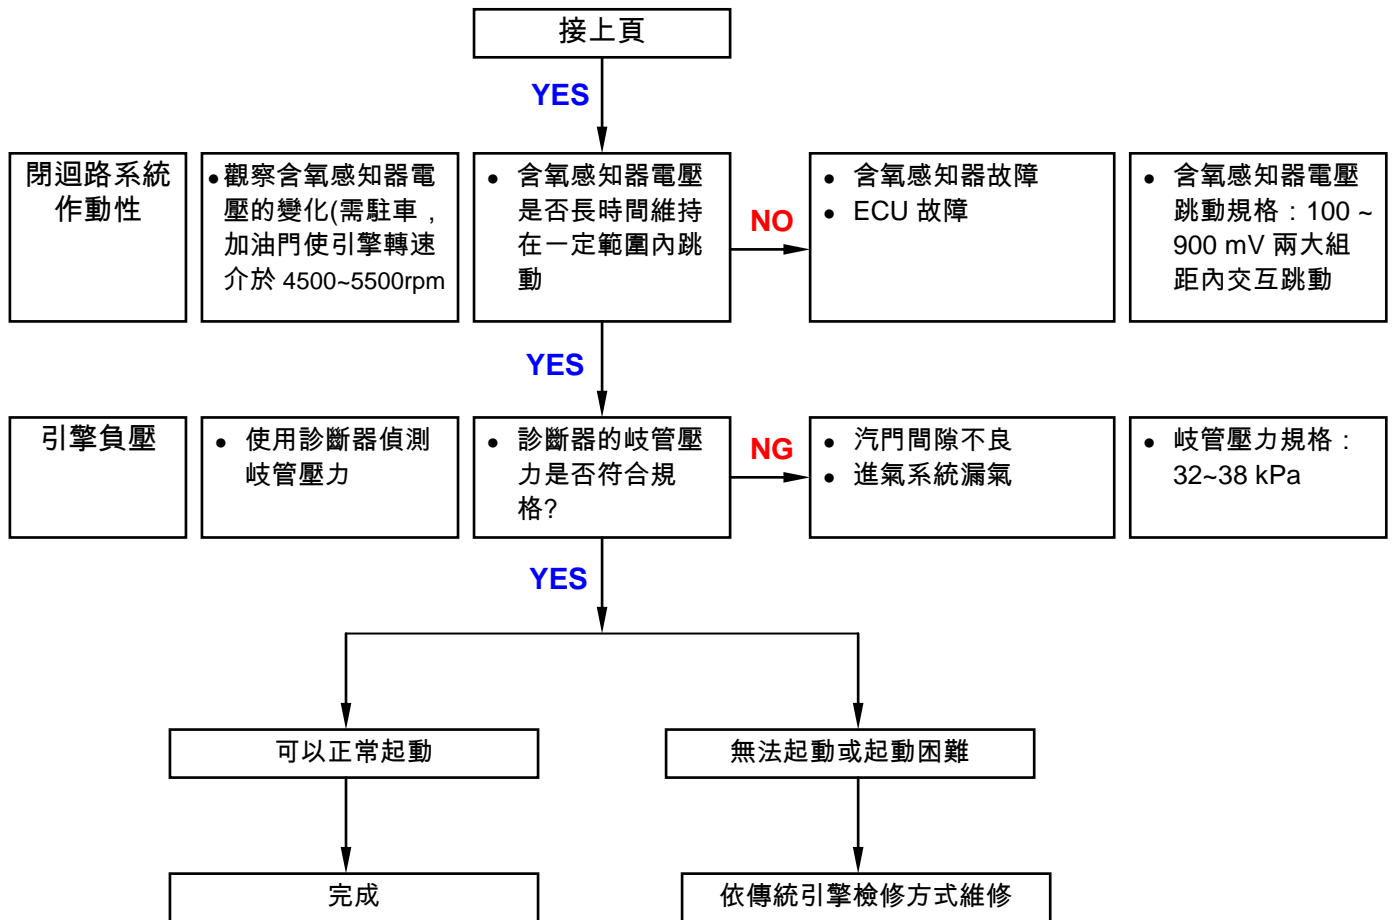 接上頁
YES
閉迴路系統
作動性
•觀察含氧感知器電
壓的變化(需駐車，
加油門使引擎轉速
介於 4500~5500rpm
• 含氧感知器電壓
是否長時間維持
在一定範圍內跳
動
NO
• 含氧感知器故障
• ECU 故障
• 含氧感知器電壓
跳動規格：100 ~
900 mV 兩大組
距內交互跳動
YES
引擎負壓
• 使用診斷器偵測
岐管壓力
• 診斷器的岐管壓
力是否符合規
格?
NG
• 汽門間隙不良
• 進氣系統漏氣
• 岐管壓力規格：
32~38 kPa
YES
可以正常起動
無法起動或起動困難
完成
依傳統引擎檢修方式維修